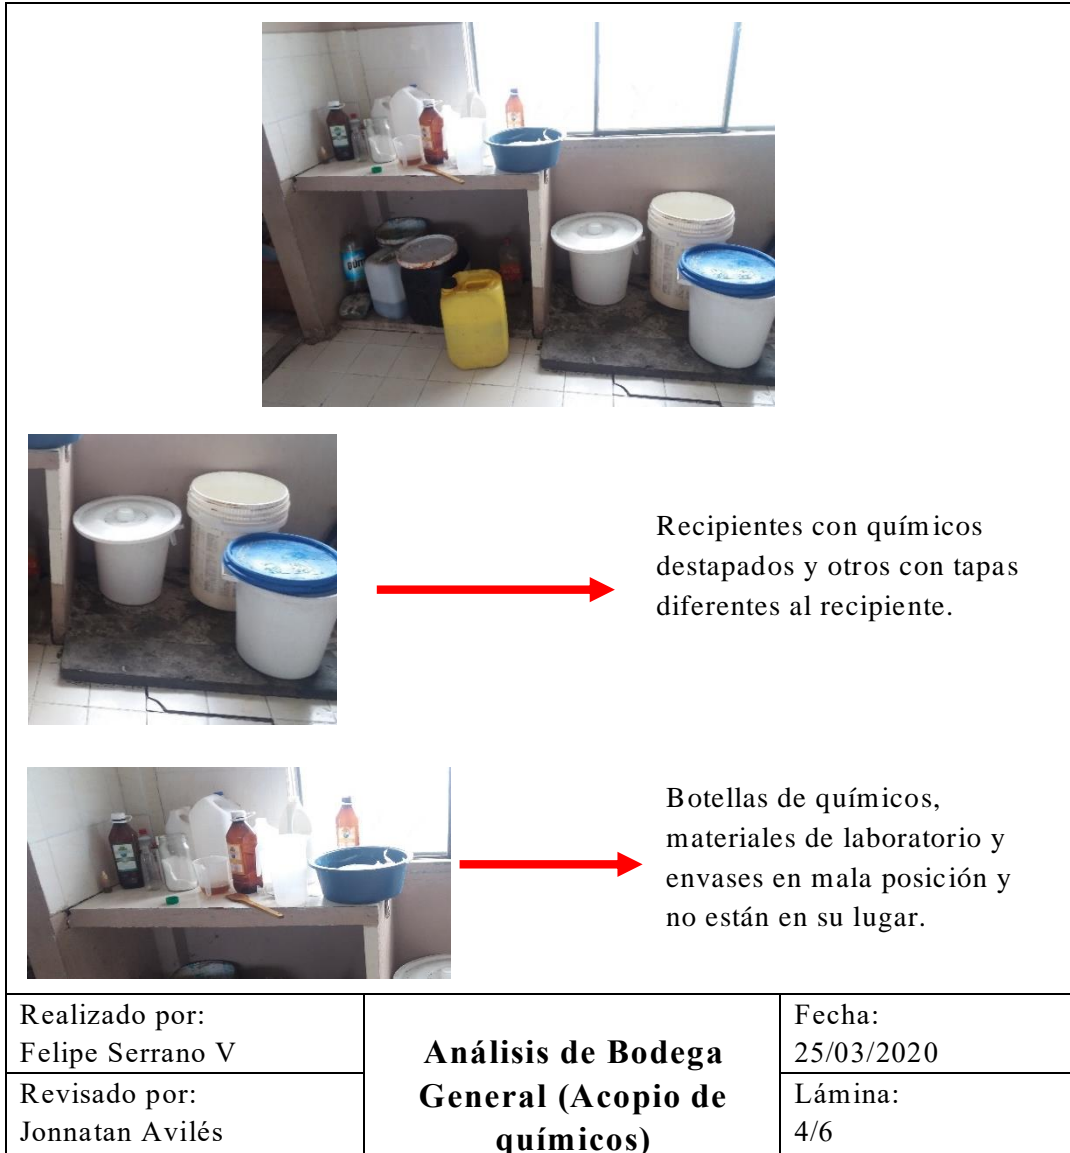 Recipientes con químicos
destapados y otros con tapas
diferentes al recipiente.
Botellas de químicos,
materiales de laboratorio y
envases en mala posición y
no están en su lugar.
Realizado por:
Felipe Serrano V
Revisado por:
Jonnatan Avilés
Análisis de Bodega
General (Acopio de
químicos)
Fecha:
25/03/2020
Lámina:
4/6